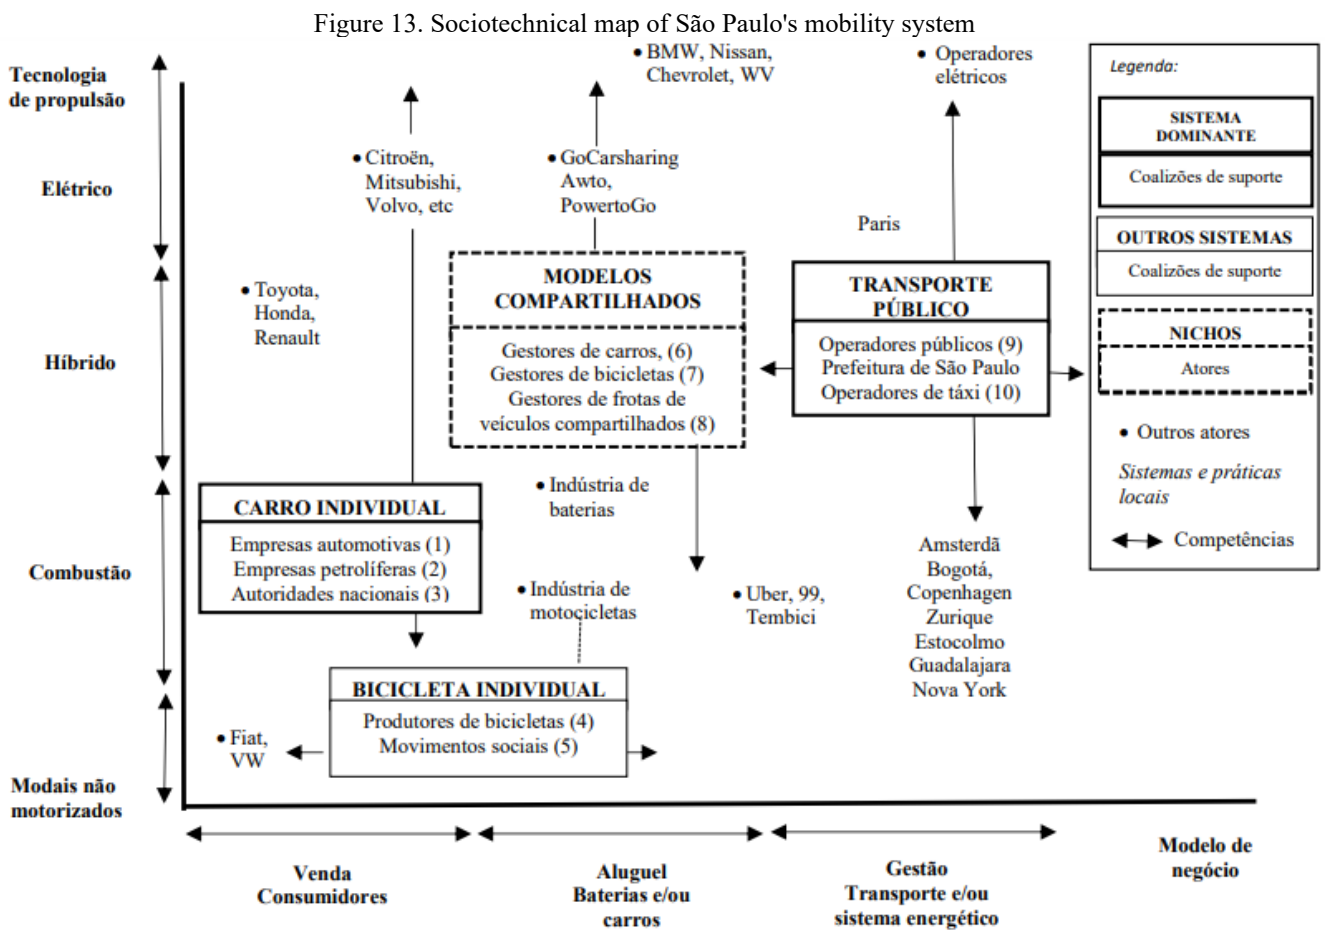 Figure 13. Sociotechnical map of São Paulo's mobility system
Tecnologia
de propulsão
Elétrico
Híbrido
Combustão
Modais não
motorizados
• Citroën,
Mitsubishi,
Volvo, etc
• BMW, Nissan,
Chevrolet, WV
• GoCarsharing
Awto,
PowertoGo
• Operadores
elétricos
Paris
• Toyota,
Honda,
Renault
MODELOS
COMPARTILHADOS
Gestores de carros, (6)
Gestores de bicicletas (7)
Gestores de frotas de
veículos compartilhados (8)
TRANSPORTE
PÚBLICO
Operadores públicos (9)
Prefeitura de São Paulo
Operadores de táxi (10)
CARRO INDIVIDUAL
Empresas automotivas (1)
Empresas petrolíferas (2)
Autoridades nacionais (3)
• Indústria de
baterias
• Indústria de
motocicletas
• Uber, 99,
Tembici
Amsterdã
Bogotá,
Copenhagen
Zurique
Estocolmo
Guadalajara
Nova York
BICICLETA INDIVIDUAL
Produtores de bicicletas (4)
Movimentos sociais (5)
• Fiat,
VW
Venda
Consumidores
Aluguel
Baterias e/ou
carros
Gestão
Transporte e/ou
sistema energético
Modelo de
negócio
Legenda:
SISTEMA
DOMINANTE
Coalizões de suporte
OUTROS SISTEMAS
Coalizões de suporte
NICHOS
Atores
• Outros atores
Sistemas e práticas
locais
Competências